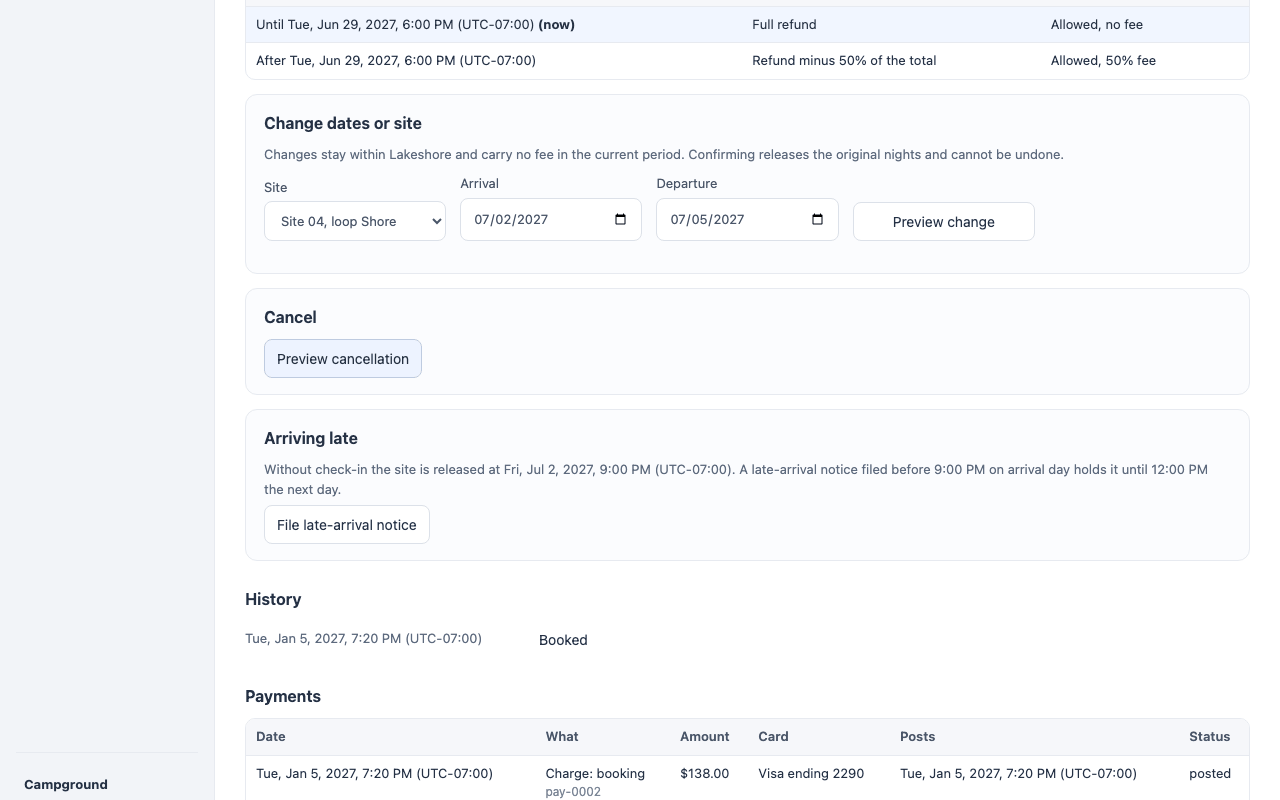 Until Tue, Jun 29, 2027, 6:00 PM (UTC-07:00) (now) Full refund Allowed, no fee
After Tue, Jun 29, 2027, 6:00 PM (UTC-07:00) Refund minus 50% of the total Allowed, 50% fee
Change dates or site
Changes stay within Lakeshore and carry no fee in the current period. Confirming releases the original nights and cannot be undone.
Site Arrival Departure
Site 04, loop Shore 07/02/2027 07/05/2027 Preview change
Cancel
Preview cancellation
Arriving late
Without check-in the site is released at Fri, Jul 2, 2027, 9:00 PM (UTC-07:00). A late-arrival notice filed before 9:00 PM on arrival day holds it until 12:00 PM
the next day.
File late-arrival notice
History
Tue, Jan 5, 2027, 7:20 PM (UTC-07:00) Booked
Payments
Date What Amount Card Posts Status
Tue, Jan 5, 2027, 7:20 PM (UTC-07:00) Charge: booking $138.00 Visa ending 2290 Tue, Jan 5, 2027, 7:20 PM (UTC-07:00) posted
pay-0002
Campground